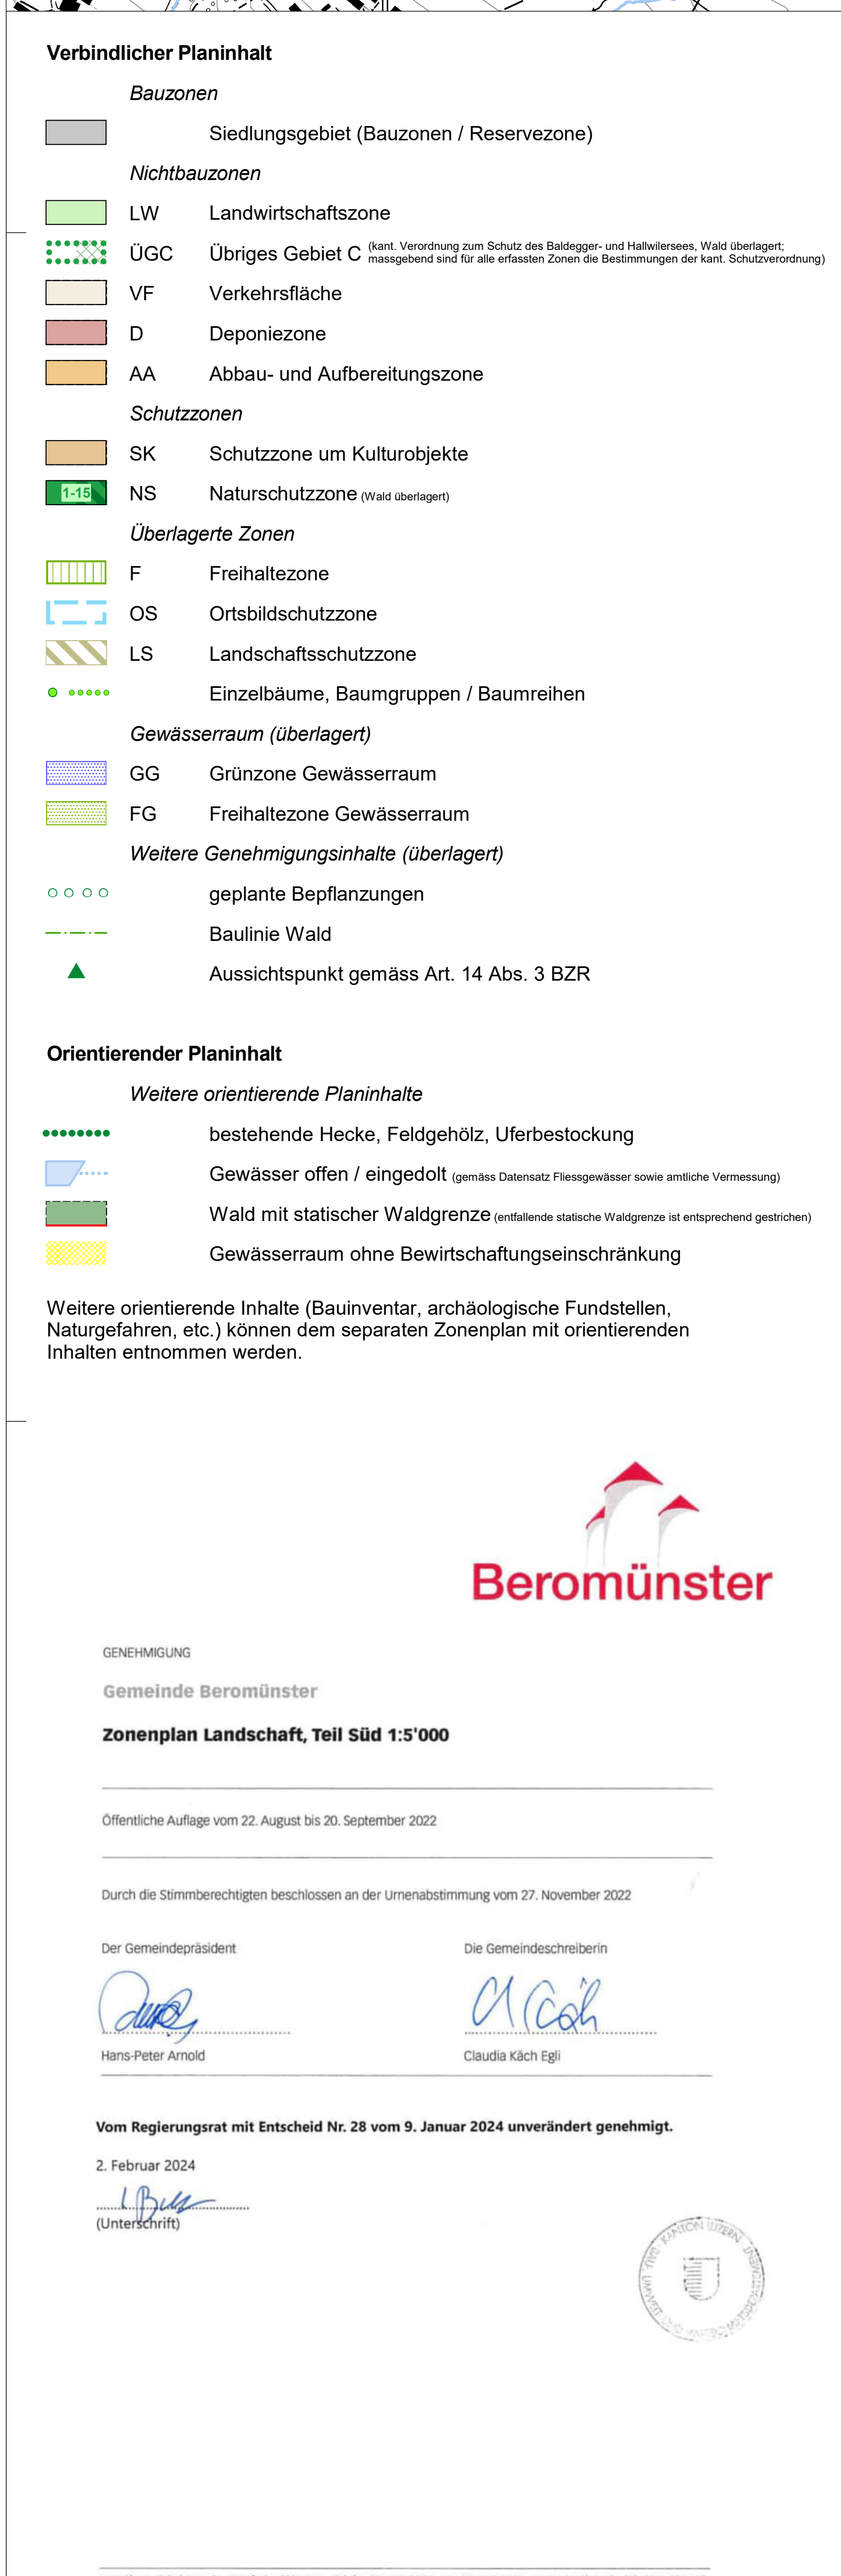 Verbindlicher Planinhalt
Bauzonen
Siedlungsgebiet (Bauzonen / Reservezone)
Nichtbauzonen
LW Landwirtschaftszone
ÜGC Übriges Gebiet C (kant. Verordnung zum Schutz des Baldegger- und Hallwilersees, Wald überlagert;
massgebend sind für alle erfassten Zonen die Bestimmungen der kant. Schutzverordnung)
VF Verkehrsfläche
D Deponiezone
AA Abbau- und Aufbereitungszone
Schutzzonen
SK Schutzzone um Kulturobjekte
1-15 NS Naturschutzzone (Wald überlagert)
Überlagerte Zonen
F Freihaltezone
OS Ortsbildschutzzone
LS Landschaftsschutzzone
Einzelbäume, Baumgruppen / Baumreihen
Gewässerraum (überlagert)
GG Grünzone Gewässerraum
FG Freihaltezone Gewässerraum
Weitere Genehmigungsinhalte (überlagert)
geplante Bepflanzungen
Baulinie Wald
Aussichtspunkt gemäss Art. 14 Abs. 3 BZR
Orientierender Planinhalt
Weitere orientierende Planinhalte
bestehende Hecke, Feldgehölz, Uferbestockung
Gewässer offen / eingedolt (gemäss Datensatz Fliessgewässer sowie amtliche Vermessung)
Wald mit statischer Waldgrenze (entfallende statische Waldgrenze ist entsprechend gestrichen)
Gewässerraum ohne Bewirtschaftungseinschränkung
Weitere orientierende Inhalte (Bauinventar, archäologische Fundstellen,
Naturgefahren, etc.) können dem separaten Zonenplan mit orientierenden
Inhalten entnommen werden.
Beromünster
GENEHMIGUNG
Gemeinde Beromünster
Zonenplan Landschaft, Teil Süd 1:5'000
Öffentliche Auflage vom 22. August bis 20. September 2022
Durch die Stimmberechtigten beschlossen an der Urnenabstimmung vom 27. November 2022
Der Gemeindepräsident Die Gemeindeschreiberin
Hans-Peter Arnold Claudia Käch Egli
Vom Regierungsrat mit Entscheid Nr. 28 vom 9. Januar 2024 unverändert genehmigt.
2. Februar 2024
(Unterschrift)
KANTON LUZERN